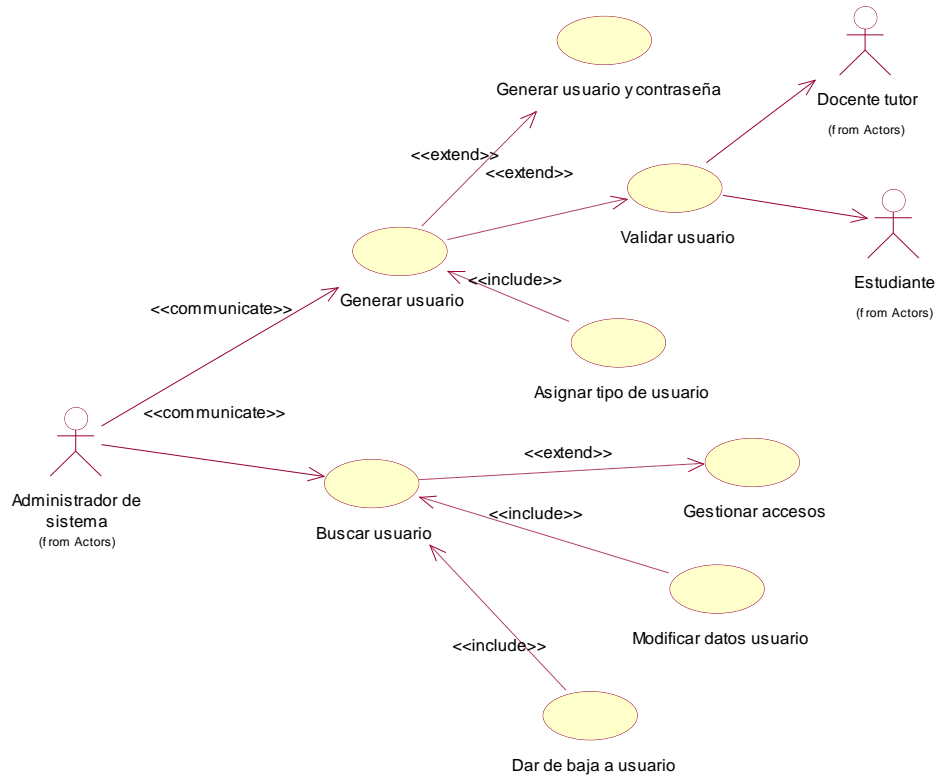 Generar usuario y contraseña
Docente tutor
(from Actors)
<<extend>>
<<extend>>
Validar usuario
Estudiante
(from Actors)
<<include>>
Generar usuario
<<communicate>>
Asignar tipo de usuario
<<communicate>>
Administrador de
sistema
(from Actors)
<<extend>>
Gestionar accesos
<<include>>
Buscar usuario
Modificar datos usuario
<<include>>
Dar de baja a usuario